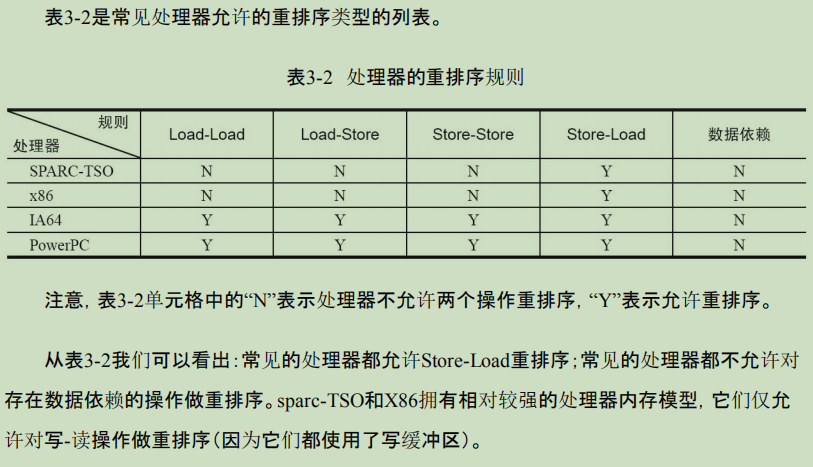 表3-2是常见处理器允许的重排序类型的列表。
表3-2 处理器的重排序规则
规则
处理器
Load-Load Load-Store Store-Store Store-Load 数据依赖
SPARC-TSO N N N Y N
x86 N N N Y N
IA64 Y Y Y Y N
PowerPC Y Y Y Y N
注意，表3-2单元格中的“N”表示处理器不允许两个操作重排序，“Y”表示允许重排序。
从表3-2我们可以看出：常见的处理器都允许Store-Load重排序；常见的处理器都不允许对
存在数据依赖的操作做重排序。sparc-TSO和X86拥有相对较强的处理器内存模型，它们仅允
许对写-读操作做重排序（因为它们都使用了写缓冲区）。